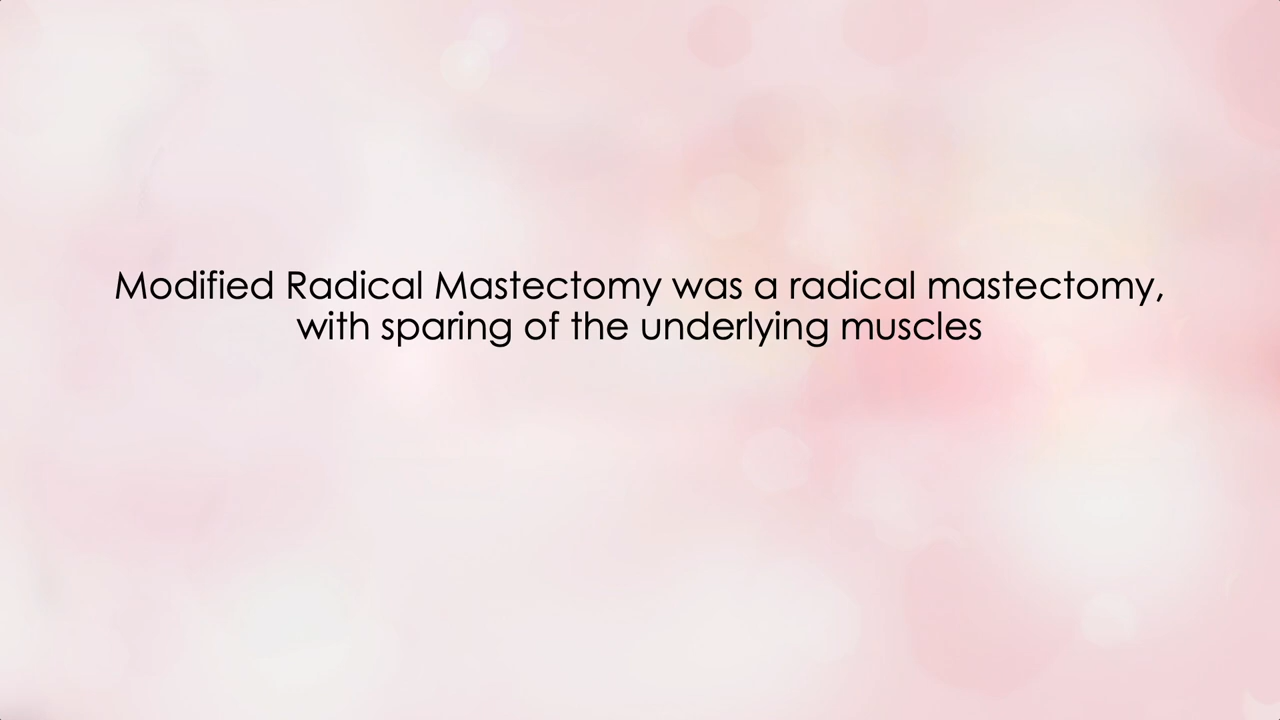 Modified Radical Mastectomy was a radical mastectomy,
with sparing of the underlying muscles